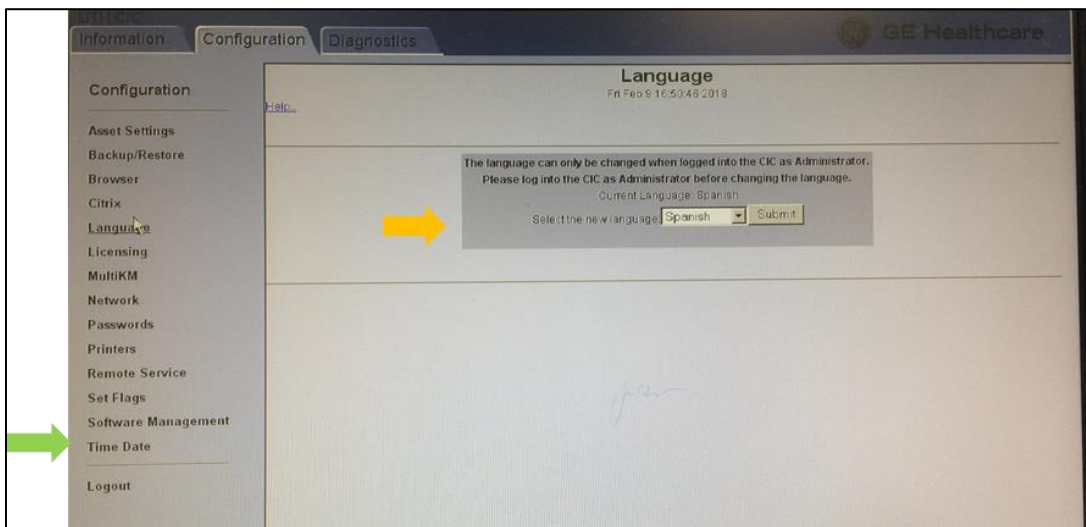 Information
Configuration
Diagnostics
GE Healthcare
Configuration
Asset Settings
Backup/Restore
Browser
Citrix
Language
Licensing
MultiKM
Network
Passwords
Printers
Remote Service
Set Flags
Software Management
Time Date
Logout
Language
Fri Feb 9 16:50:46 2018
Help..
The language can only be changed when logged into the CIC as Administrator.
Please log into the CIC as Administrator before changing the language.
Current Language: Spanish
Select the new language Spanish Submit